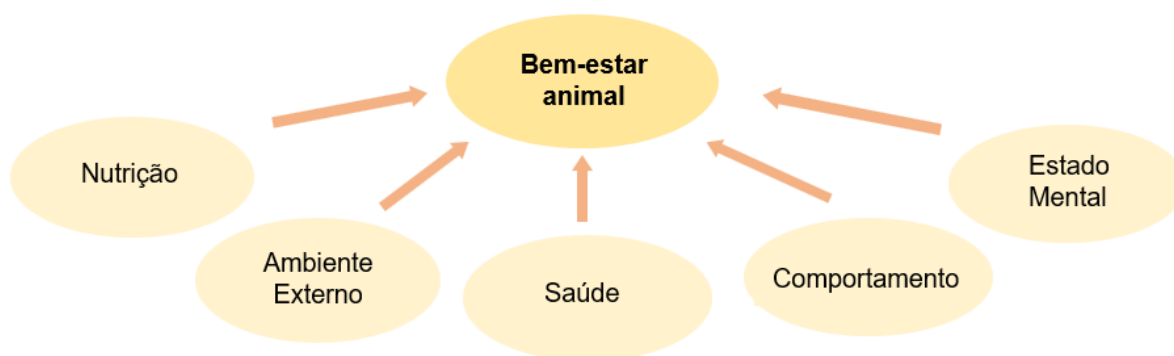 Bem-estar
animal
Nutrição
Ambiente
Externo
Saúde
Comportamento
Estado
Mental